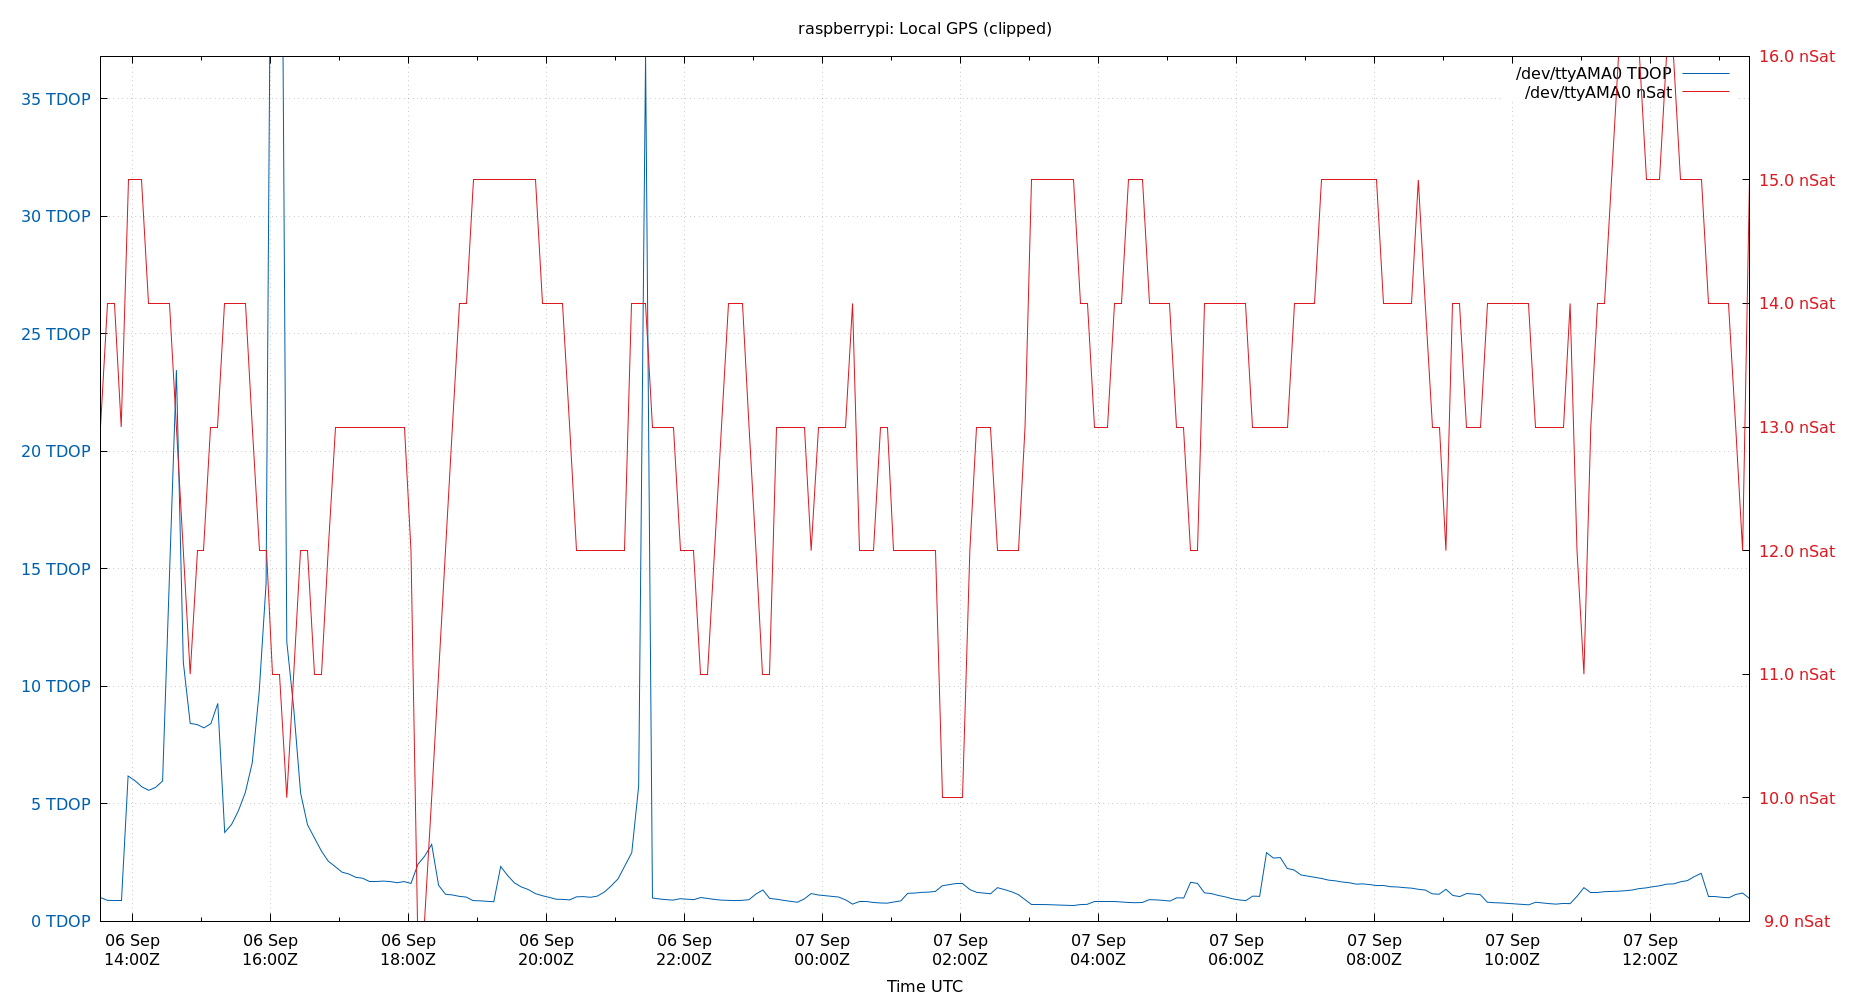 raspberrypi: Local GPS (clipped)
/dev/ttyAMA0 TDOP
/dev/ttyAMA0 nSat
35 TDOP
30 TDOP
25 TDOP
20 TDOP
15 TDOP
10 TDOP
5 TDOP
0 TDOP
16.0 nSat
15.0 nSat
14.0 nSat
13.0 nSat
12.0 nSat
11.0 nSat
10.0 nSat
9.0 nSat
06 Sep
14:00Z
06 Sep
16:00Z
06 Sep
18:00Z
06 Sep
20:00Z
06 Sep
22:00Z
07 Sep
00:00Z
07 Sep
02:00Z
07 Sep
04:00Z
07 Sep
06:00Z
07 Sep
08:00Z
07 Sep
10:00Z
07 Sep
12:00Z
Time UTC